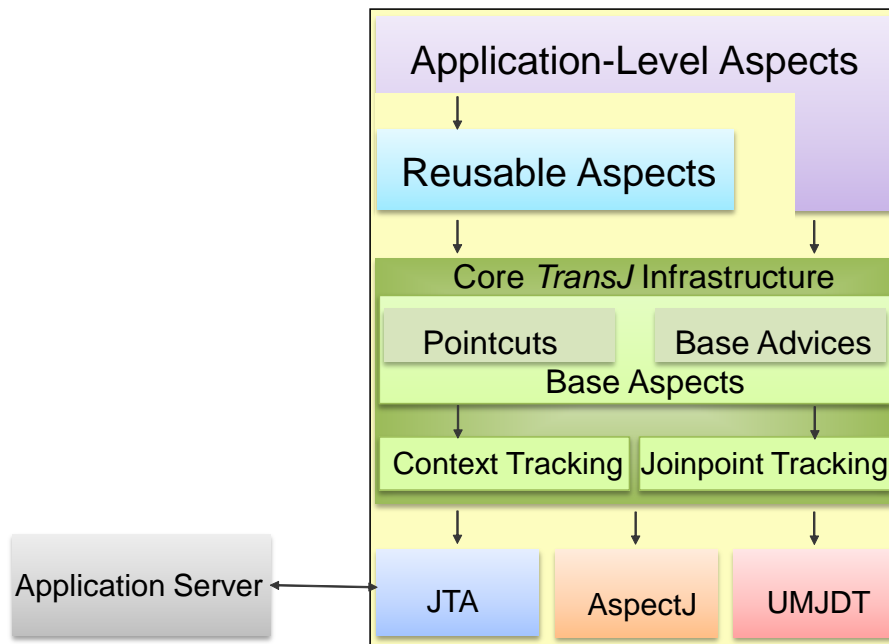 Application-Level Aspects
Reusable Aspects
Core TransJ Infrastructure
Pointcuts
Base Advices
Base Aspects
Context Tracking
Joinpoint Tracking
Application Server
JTA
AspectJ
UMJDT